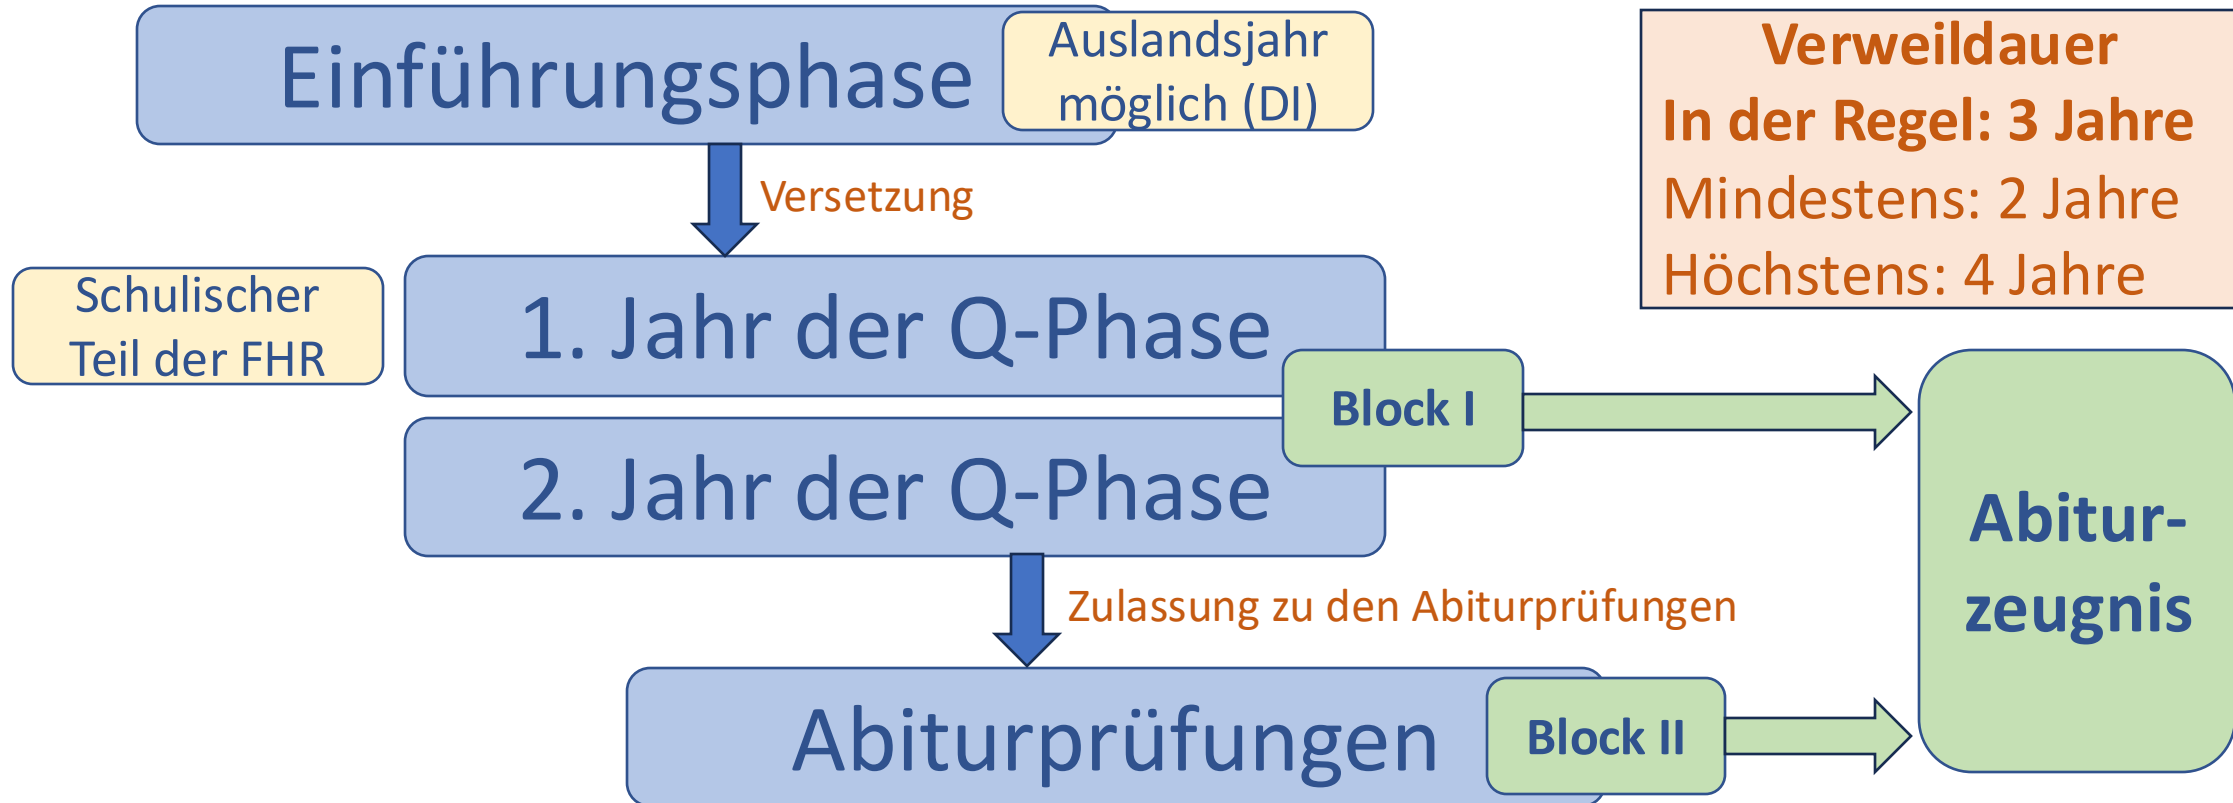 Einführungsphase
Auslandsjahr
möglich (DI)
Verweildauer
In der Regel: 3 Jahre
Mindestens: 2 Jahre
Höchstens: 4 Jahre
Versetzung
Schulischer
Teil der FHR
1. Jahr der Q-Phase
Block I
2. Jahr der Q-Phase
Abitur-
zeugnis
Zulassung zu den Abiturprüfungen
Abiturprüfungen
Block II